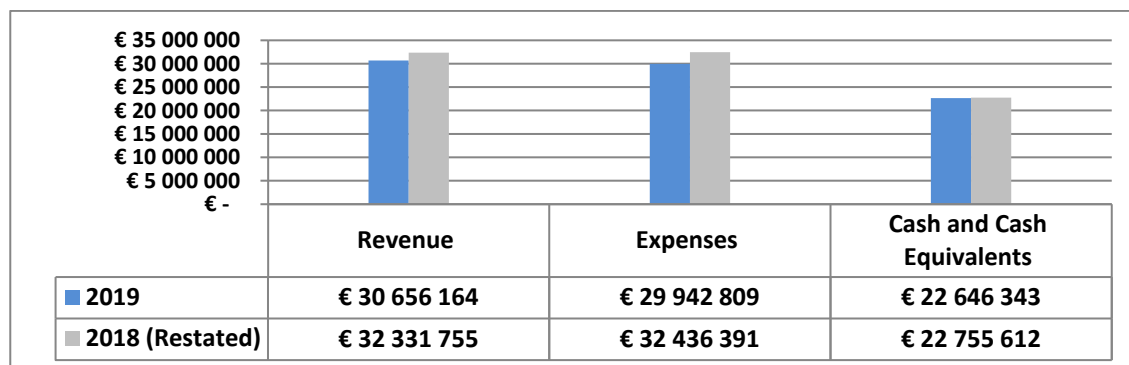 € 35 000 000
€ 30 000 000
€ 25 000 000
€ 20 000 000
€ 15 000 000
€ 10 000 000
€ 5 000 000
€ -
Revenue Expenses Cash and Cash
Equivalents
2019 € 30 656 164 € 29 942 809 € 22 646 343
2018 (Restated) € 32 331 755 € 32 436 391 € 22 755 612